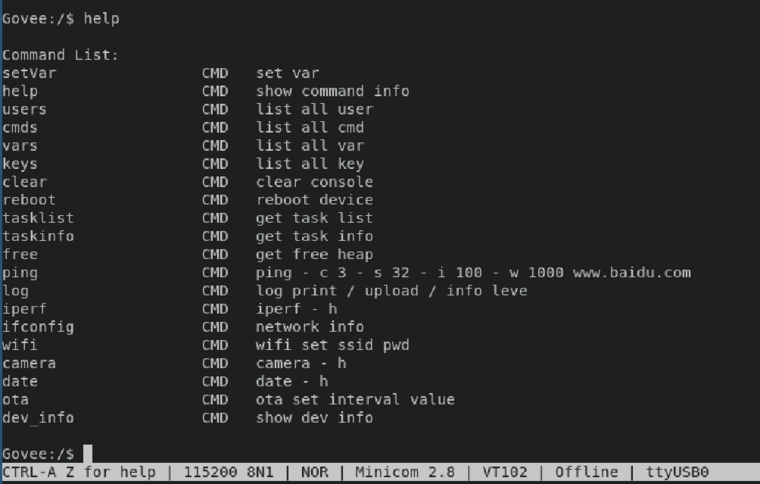 Govee:/$ help
Command List:
setVar CMD set var
help CMD show command info
users CMD list all user
cmds CMD list all cmd
vars CMD list all var
keys CMD list all key
clear CMD clear console
reboot CMD reboot device
tasklist CMD get task list
taskinfo CMD get task info
free CMD get free heap
ping CMD ping - c 3 - s 32 - i 100 - w 1000 www.baidu.com
log CMD log print / upload / info leve
iperf CMD iperf - h
ifconfig CMD network info
wifi CMD wifi set ssid pwd
camera CMD camera - h
date CMD date - h
ota CMD ota set interval value
dev_info CMD show dev info
Govee:/$
CTRL-A Z for help | 115200 8N1 | NOR | Minicom 2.8 | VT102 | Offline | ttyUSB0